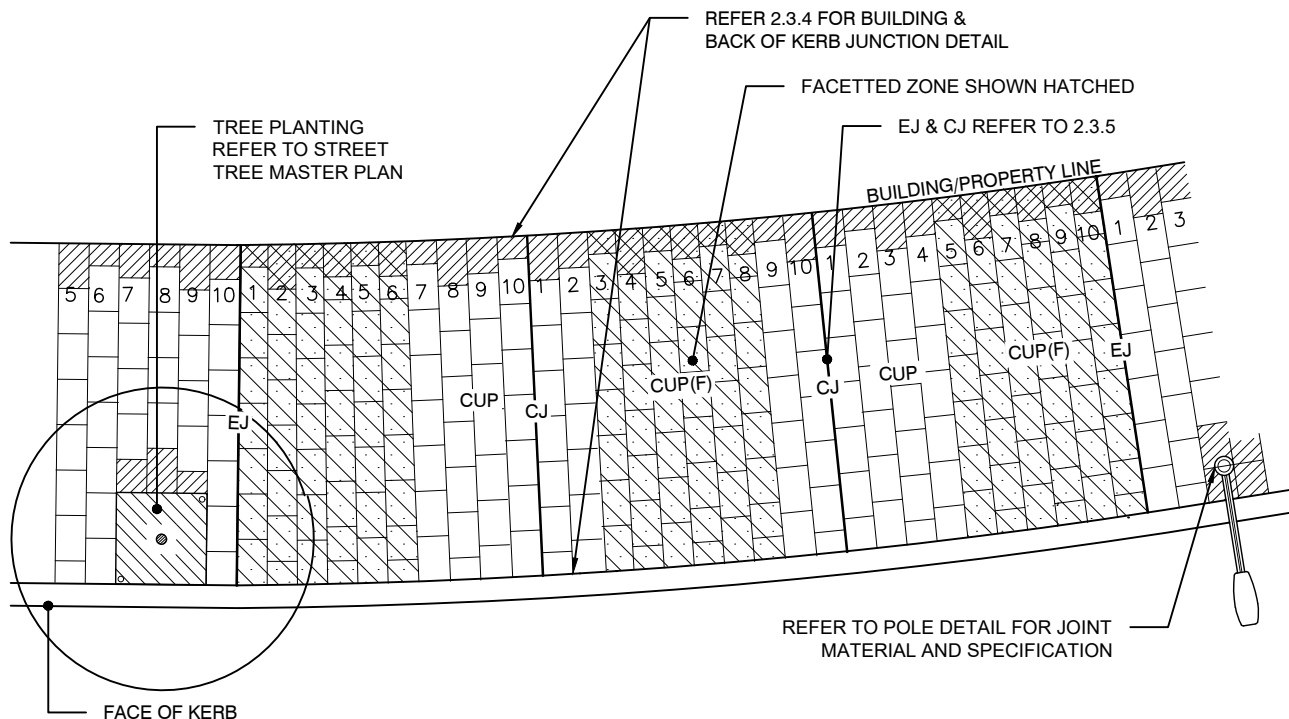 REFER 2.3.4 FOR BUILDING &
BACK OF KERB JUNCTION DETAIL
FACETTED ZONE SHOWN HATCHED
EJ & CJ REFER TO 2.3.5
TREE PLANTING
REFER TO STREET
TREE MASTER PLAN
BUILDING/PROPERTY LINE
5 6 7 8 9 10 1 2 3 4 5 6 7 8 9 10 1 2 3 4 5 6 7 8 9 10 1 2 3 4 5 6 7 8 9 10 1 2 3
EJ CUP CJ CUP(F) CJ CUP CUP(F) EJ
REFER TO POLE DETAIL FOR JOINT
MATERIAL AND SPECIFICATION
FACE OF KERB